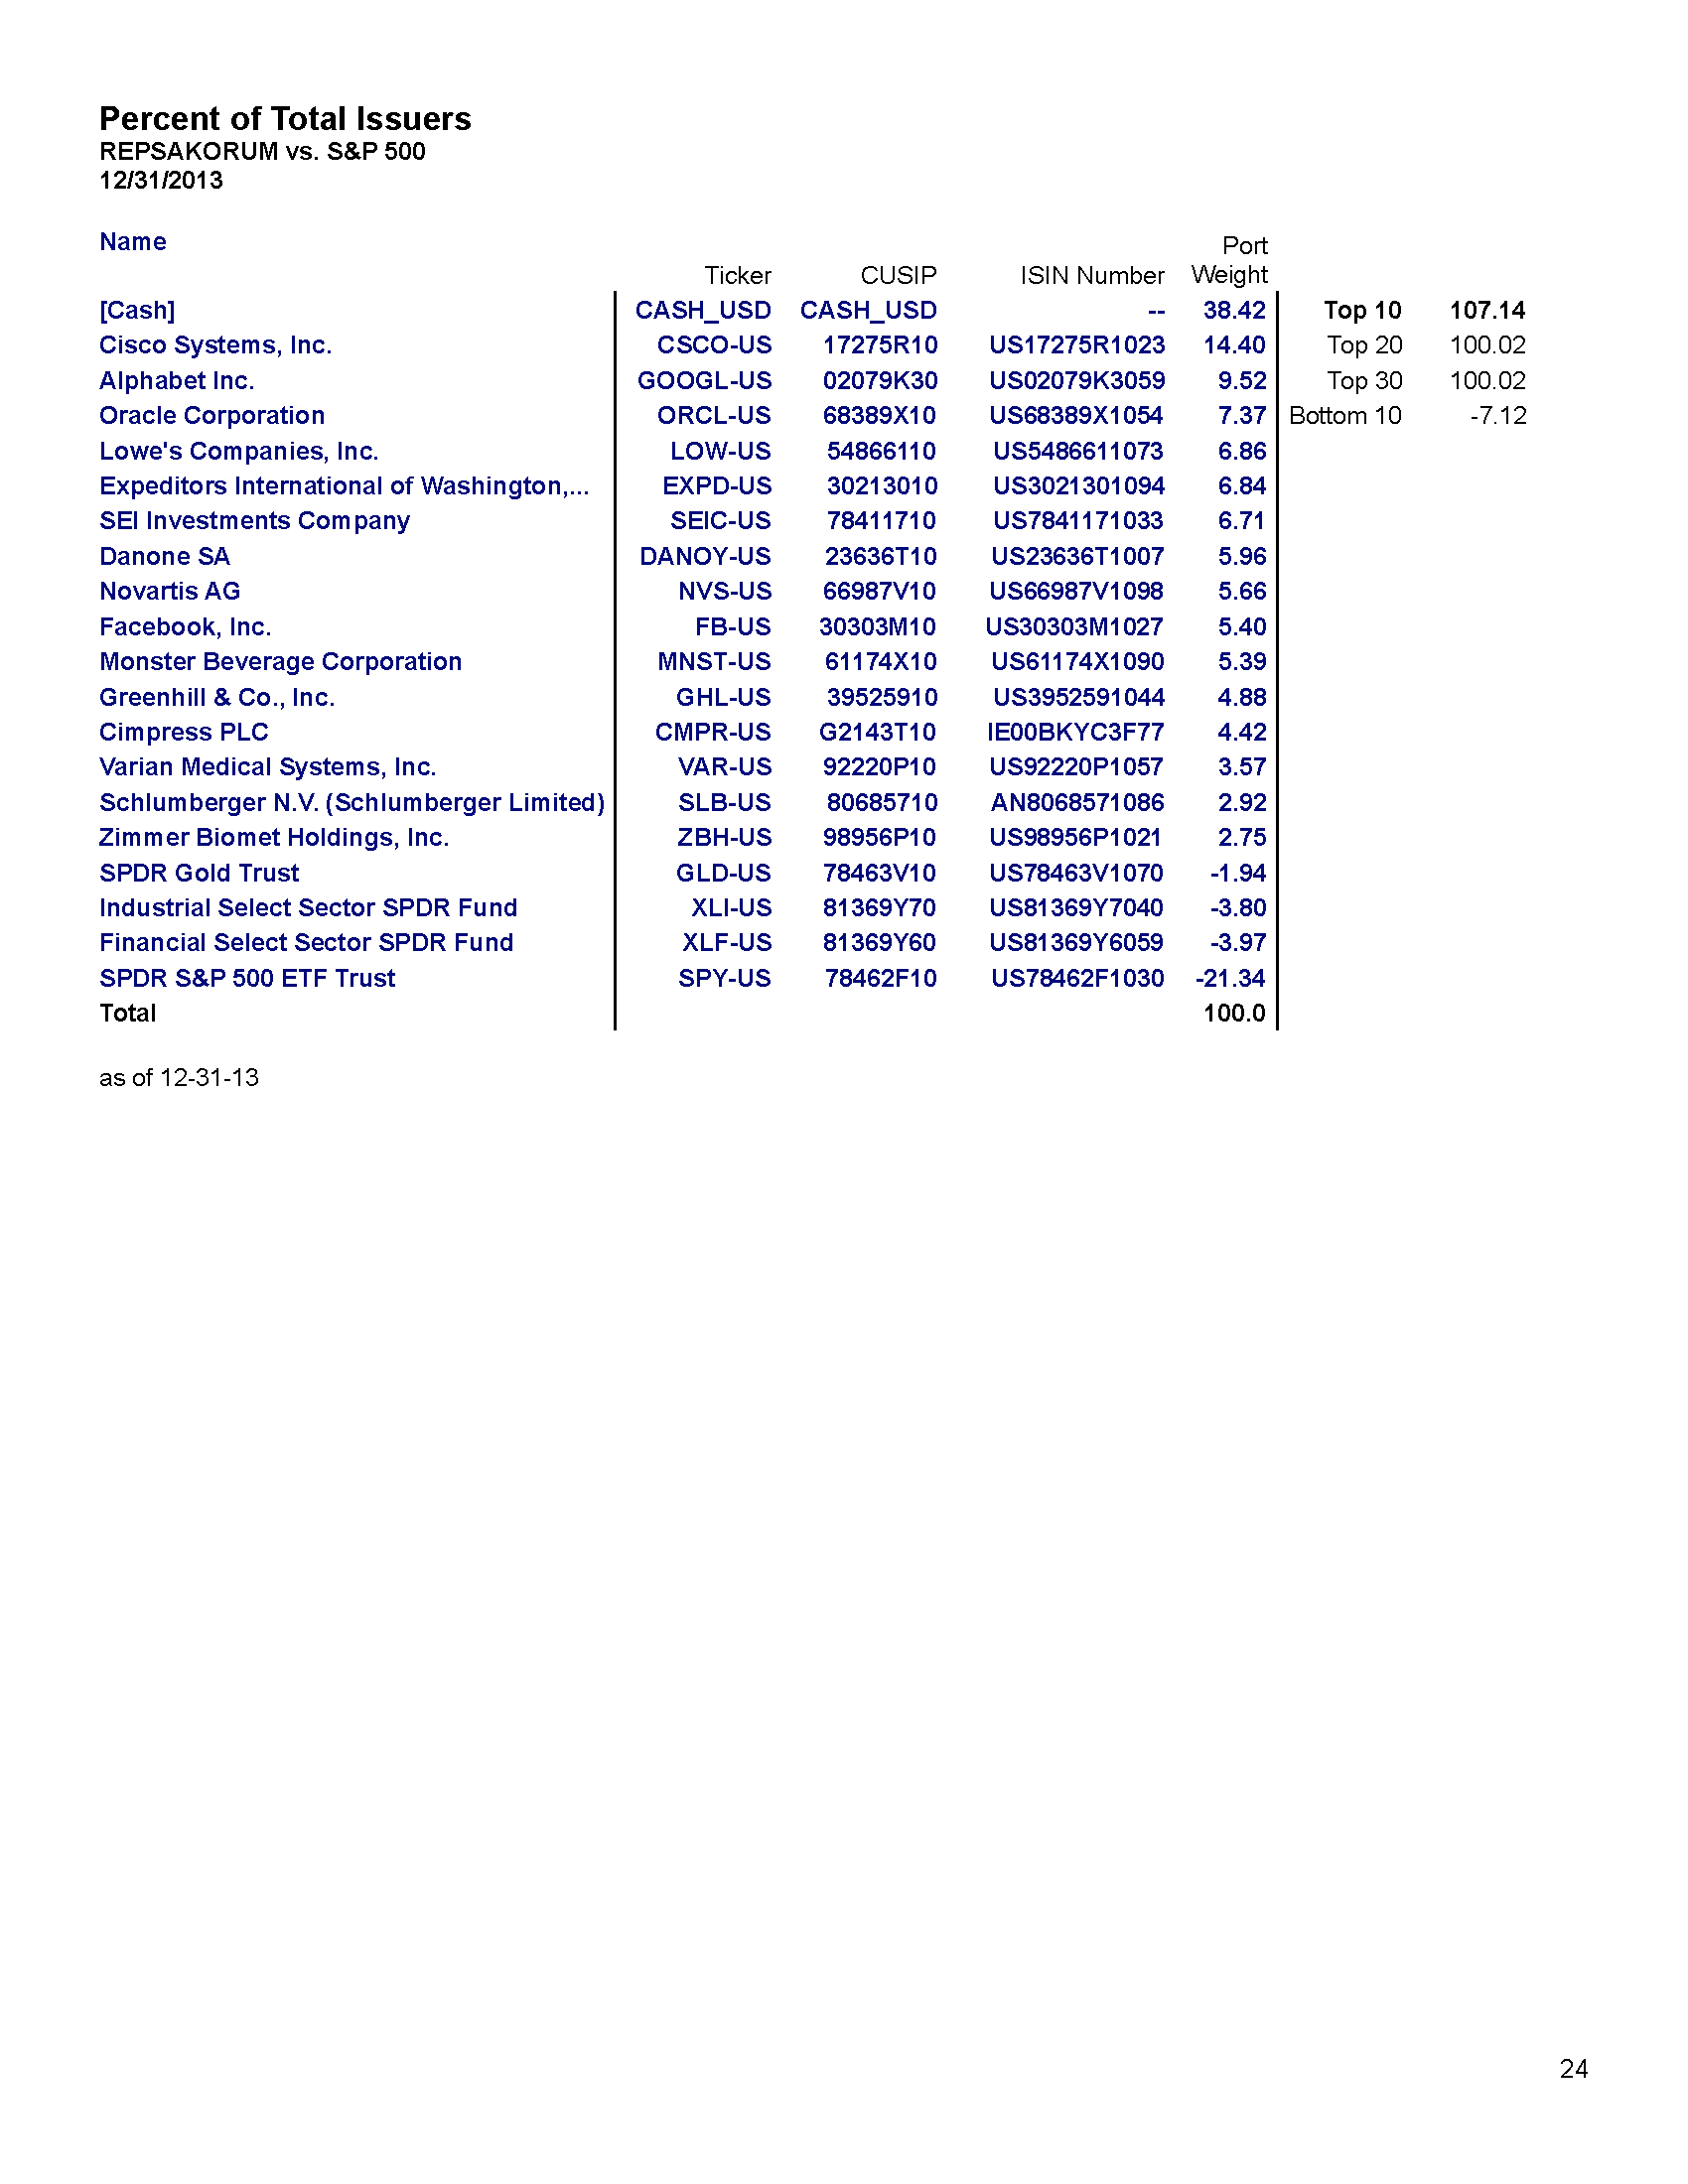 Percent of Total Issuers
REPSAKORUM vs. S&P 500
12/31/2013
Name Ticker CUSIP ISIN Number Port Weight
[Cash] CASH_USD CASH_USD -- 38.42 Top 10 107.14
Cisco Systems, Inc. CSCO-US 17275R10 US17275R1023 14.40 Top 20 100.02
Alphabet Inc. GOOGL-US 02079K30 US02079K3059 9.52 Top 30 100.02
Oracle Corporation ORCL-US 68389X10 US68389X1054 7.37 Bottom 10 -7.12
Lowe's Companies, Inc. LOW-US 54866110 US5486611073 6.86
Expeditors International of Washington,... EXPD-US 30213010 US3021301094 6.84
SEI Investments Company SEIC-US 78411710 US7841171033 6.71
Danone SA DANOY-US 23636T10 US23636T1007 5.96
Novartis AG NVS-US 66987V10 US66987V1098 5.66
Facebook, Inc. FB-US 30303M10 US30303M1027 5.40
Monster Beverage Corporation MNST-US 61174X10 US61174X1090 5.39
Greenhill & Co., Inc. GHL-US 39525910 US3952591044 4.88
Cimpress PLC CMPR-US G2143T10 IE00BKYC3F77 4.42
Varian Medical Systems, Inc. VAR-US 92220P10 US92220P1057 3.57
Schlumberger N.V. (Schlumberger Limited) SLB-US 80685710 AN8068571086 2.92
Zimmer Biomet Holdings, Inc. ZBH-US 98956P10 US98956P1021 2.75
SPDR Gold Trust GLD-US 78463V10 US78463V1070 -1.94
Industrial Select Sector SPDR Fund XLI-US 81369Y70 US81369Y7040 -3.80
Financial Select Sector SPDR Fund XLF-US 81369Y60 US81369Y6059 -3.97
SPDR S&P 500 ETF Trust SPY-US 78462F10 US78462F1030 -21.34
Total 100.0
as of 12-31-13
24